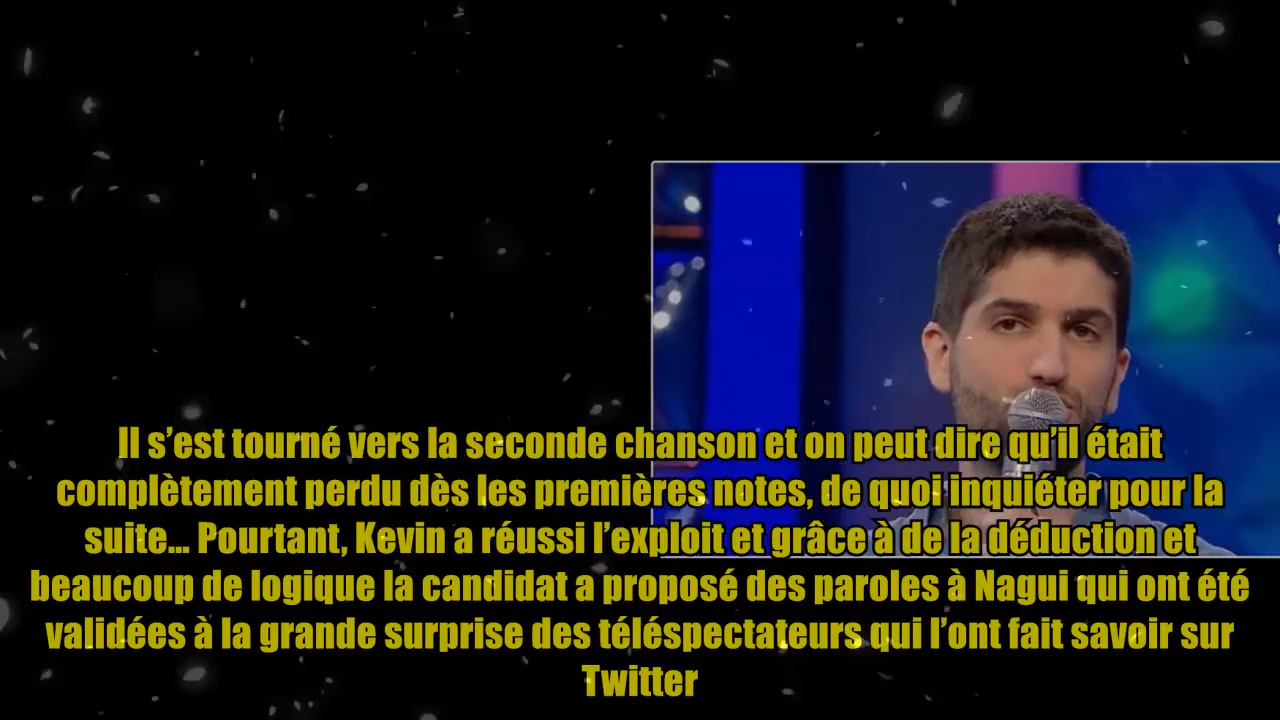 Il s’est tourné vers la seconde chanson et on peut dire qu’il était
complètement perdu dès les premières notes, de quoi inquiéter pour la
suite... Pourtant, Kevin a réussi l’exploit et grâce à de la déduction et
beaucoup de logique la candidat a proposé des paroles à Nagui qui ont été
validées à la grande surprise des téléspectateurs qui l’ont fait savoir sur
Twitter